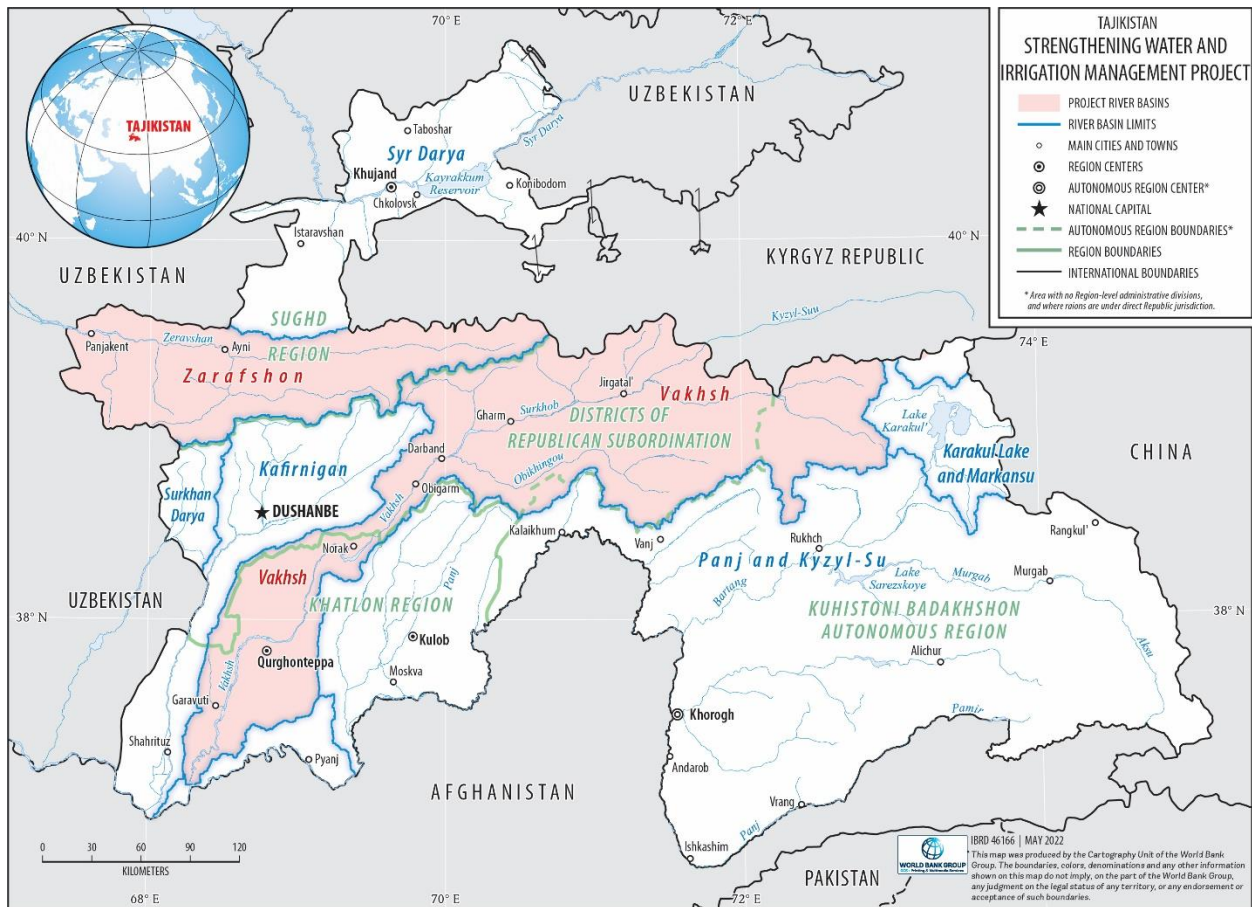 70° E
72° E
TAJIKISTAN
STRENGTHENING WATER AND
IRRIGATION MANAGEMENT PROJECT
PROJECT RIVER BASINS
RIVER BASIN LIMITS
MAIN CITIES AND TOWNS
REGION CENTERS
AUTONOMOUS REGION CENTER*
NATIONAL CAPITAL
AUTONOMOUS REGION BOUNDARIES*
REGION BOUNDARIES
INTERNATIONAL BOUNDARIES
* Area with no Region-level administrative divisions,
and where raions are under direct Republic jurisdiction.
TAJIKISTAN
UZBEKISTAN
Taboshar
Syr Darya
Syr Darya
Khujand
Kayrakkum
Reservoir
Chkolovsk
Konibodom
Istaravshan
40° N
40° N
UZBEKISTAN
KYRGYZ REPUBLIC
Kyzyl-Suu
SUGHD
REGION
Zeravshan
Panjakent
Ayni
Zarafshon
74° E
Jirgatal'
Vakhsh
Gharm
Surkhob
DISTRICTS OF
REPUBLICAN SUBORDINATION
Lake
Karakul'
Karakul Lake
and Markansu
CHINA
Darband
Obikhingou
Kafirnigan
Surkhan
Darya
Obigarm
Vakhsh
DUSHANBE
Kalaikhum
Vanj
Rukhch
Rangkul'
Norak
Panj and Kyzyl-Su
Vakhsh
Panj
Bartang
Lake
Sarezskoye
Murgab
Murgab
UZBEKISTAN
KHATLON REGION
KUHISTONI BADAKHSHON
AUTONOMOUS REGION
38° N
38° N
Kulob
Qurghonteppa
Alichur
Aksu
Moskva
Vakhsh
Garavuti
Khorogh
Pamir
Shahrituz
Pyanj
Andarob
AFGHANISTAN
Vrang
Panj
Ishkashim
PAKISTAN
0 30 60 90 120
KILOMETERS
WORLD BANK GROUP
IBRD 46166 | MAY 2022
* This map was produced by the Cartography Unit of the World Bank
Group. The boundaries, colors, denominations and any other information
shown on this map do not imply, on the part of the World Bank Group,
any judgment on the legal status of any territory, or any endorsement or
acceptance of such boundaries.
68° E
70° E
72° E